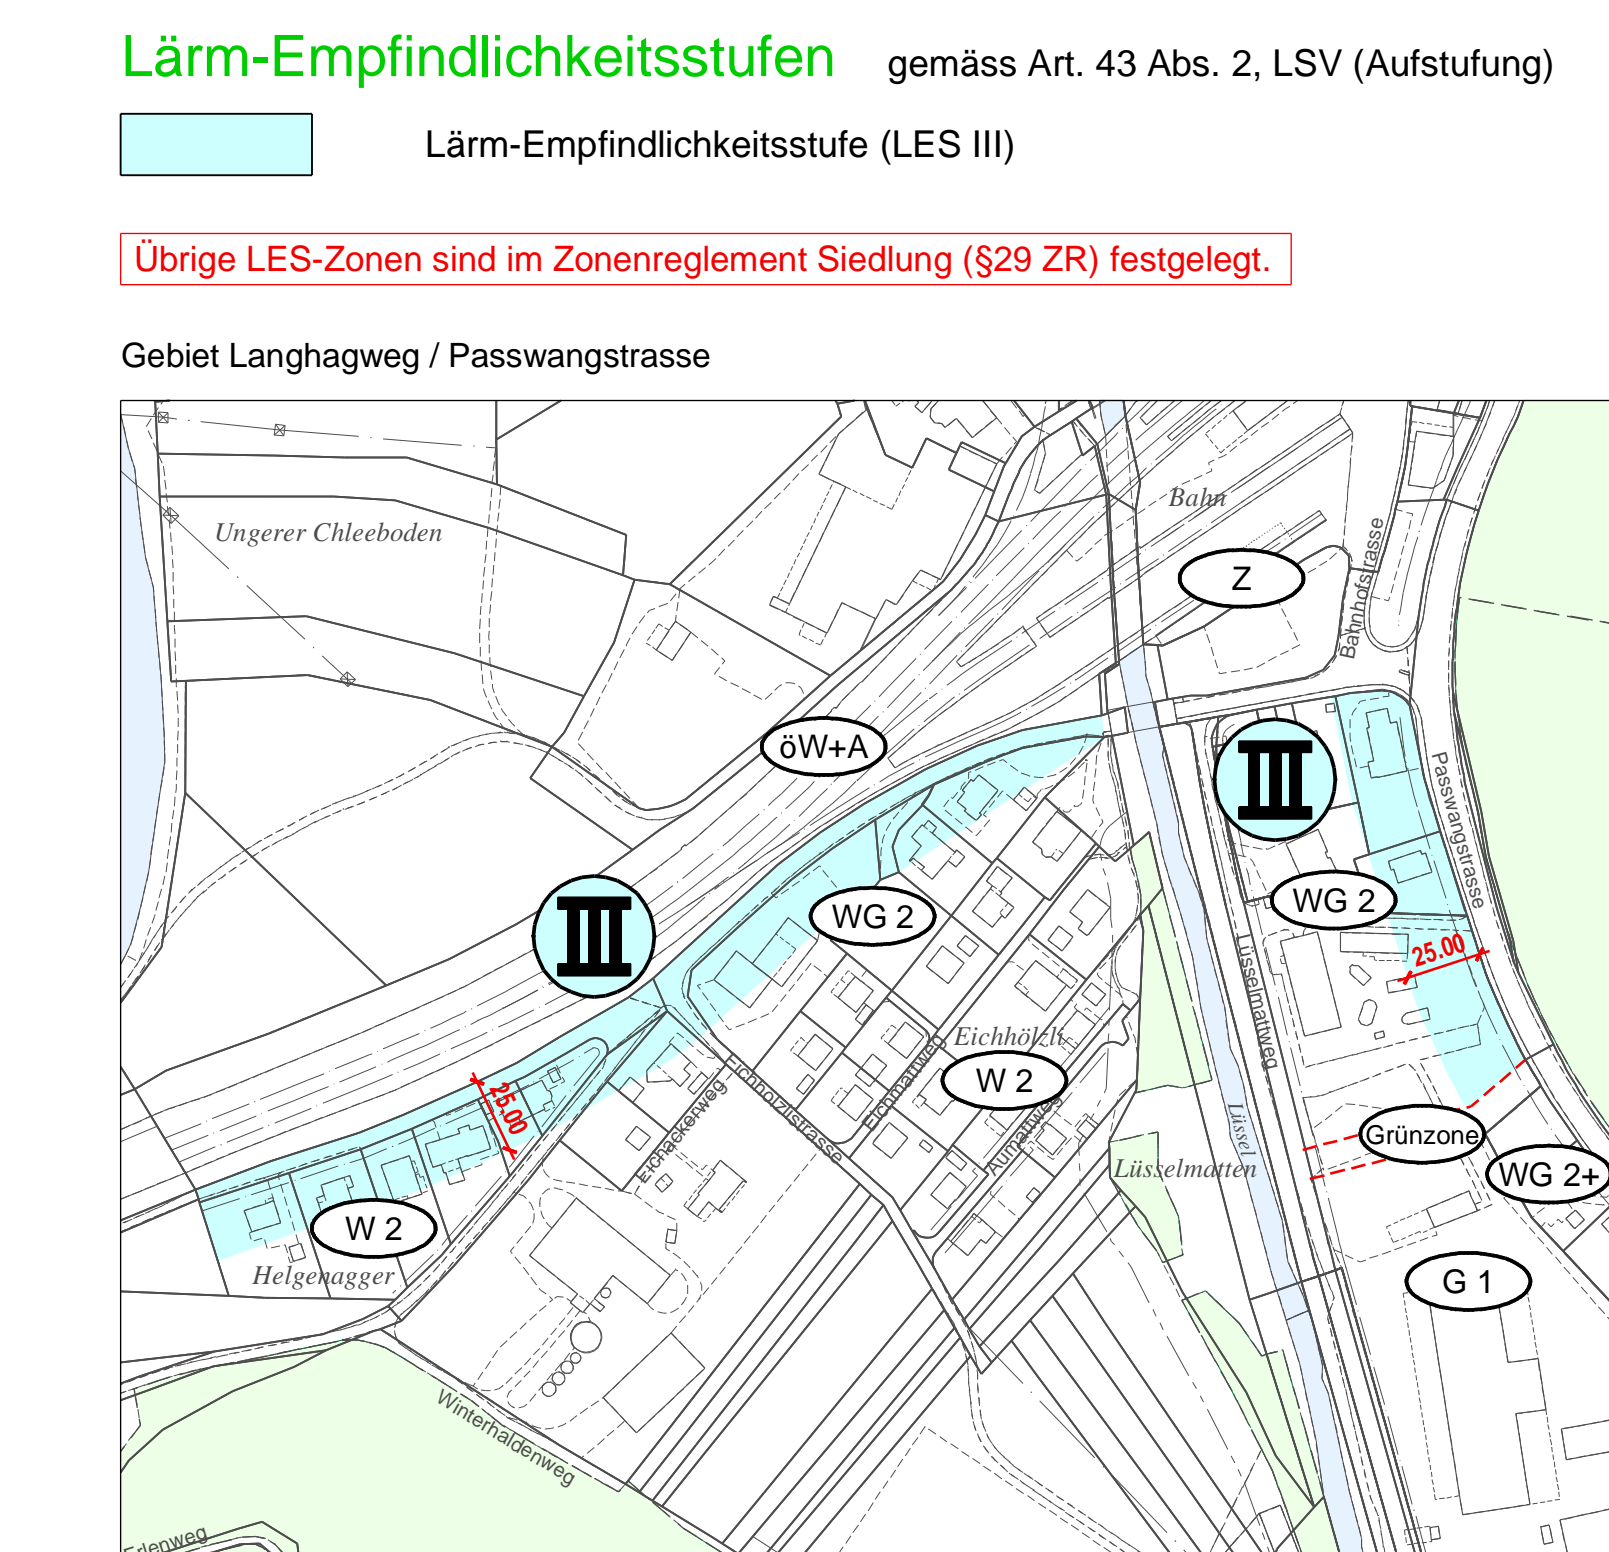 Lärm-Empfindlichkeitsstufen gemäss Art. 43 Abs. 2, LSV (Aufstufung)
Lärm-Empfindlichkeitsstufe (LES III)
Übrige LES-Zonen sind im Zonenreglement Siedlung (§29 ZR) festgelegt.
Gebiet Langhagweg / Passwangstrasse
Bahn
Ungerer Chleeboden
Z
Bahnhofstrasse
öW+A
III
Passwangstrasse
WG 2
WG 2
III
25.00
Lüsselmattweg
Eichhölzli
W 2
25.00
Eichackerweg
Eichhölzlistrasse
Eichmattweg
Aumattweg
Lüssel
Grünzone
Lüsselmatten
WG 2+
W 2
Helgenagger
G 1
Winterhaldenweg
Erlenweg